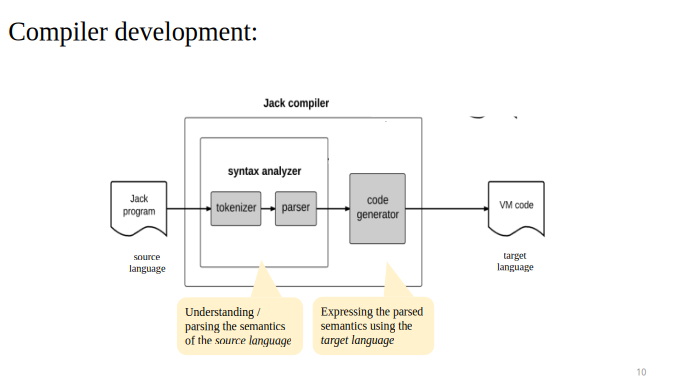 Compiler development:
Jack compiler
syntax analyzer
tokenizer
parser
code
generator
Jack
program
VM code
source
language
target
language
Understanding /
parsing the semantics
of the source language
Expressing the parsed
semantics using the
target language
10